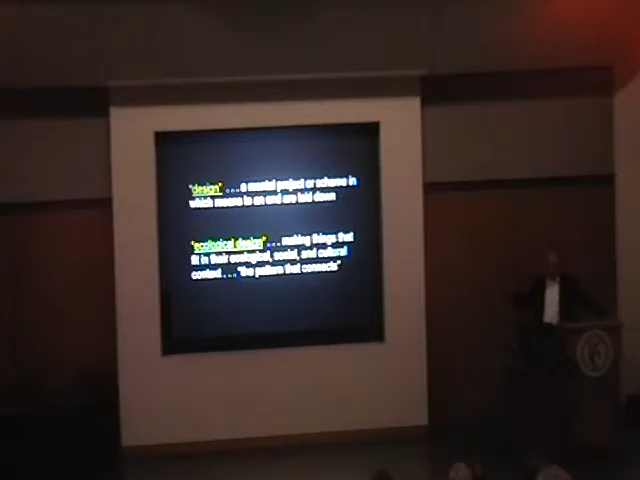 "design" . . . a mental project or scheme in
which means to an end are laid down
"ecological design" . . . making things that
fit in their ecological, social, and cultural
context . . . "the pattern that connects"